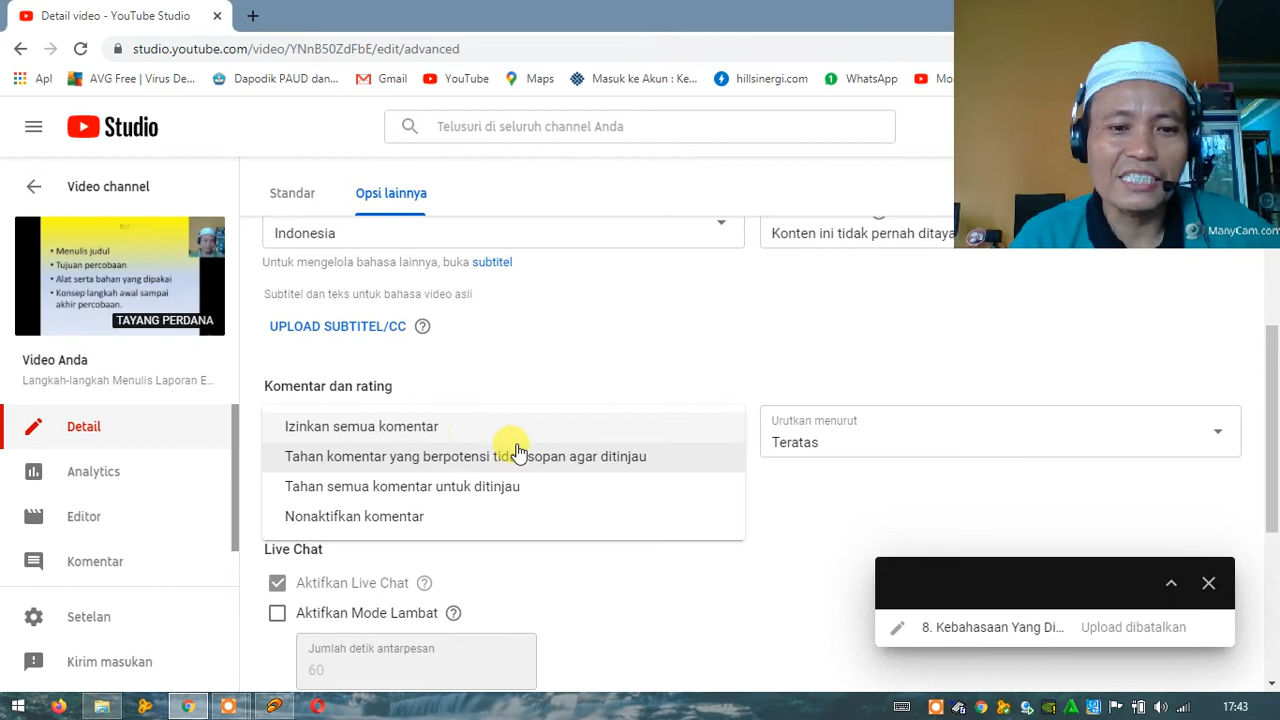 Detail video - YouTube Studio
studio.youtube.com/video/YNnB50ZdFbE/edit/advanced
Apl
AVG Free | Virus De...
Dapodik PAUD dan...
Gmail
YouTube
Maps
Masuk ke Akun : Ke...
hillsinergi.com
WhatsApp
Mo
ManyCam.com
Studio
Telusuri di seluruh channel Anda
Video channel
Standar
Opsi lainnya
Menulis judul
Tujuan percobaan
Alat serta bahan yang dipakai
Konsep langkah awal sampai
akhir percobaan.
TAYANG PERDANA
Video Anda
Langkah-langkah Menulis Laporan E...
Detail
Analytics
Editor
Komentar
Setelan
Kirim masukan
Indonesia
Konten ini tidak pernah ditaya
Untuk mengelola bahasa lainnya, buka subtitel
Subtitel dan teks untuk bahasa video asli
UPLOAD SUBTITEL/CC
Komentar dan rating
Izinkan semua komentar
Tahan komentar yang berpotensi tid sopan agar ditinjau
Tahan semua komentar untuk ditinjau
Nonaktifkan komentar
Urutkan menurut
Teratas
Live Chat
Aktifkan Live Chat
Aktifkan Mode Lambat
Jumlah detik antarpesan
60
8. Kebahasaan Yang Di...
Upload dibatalkan
17:43